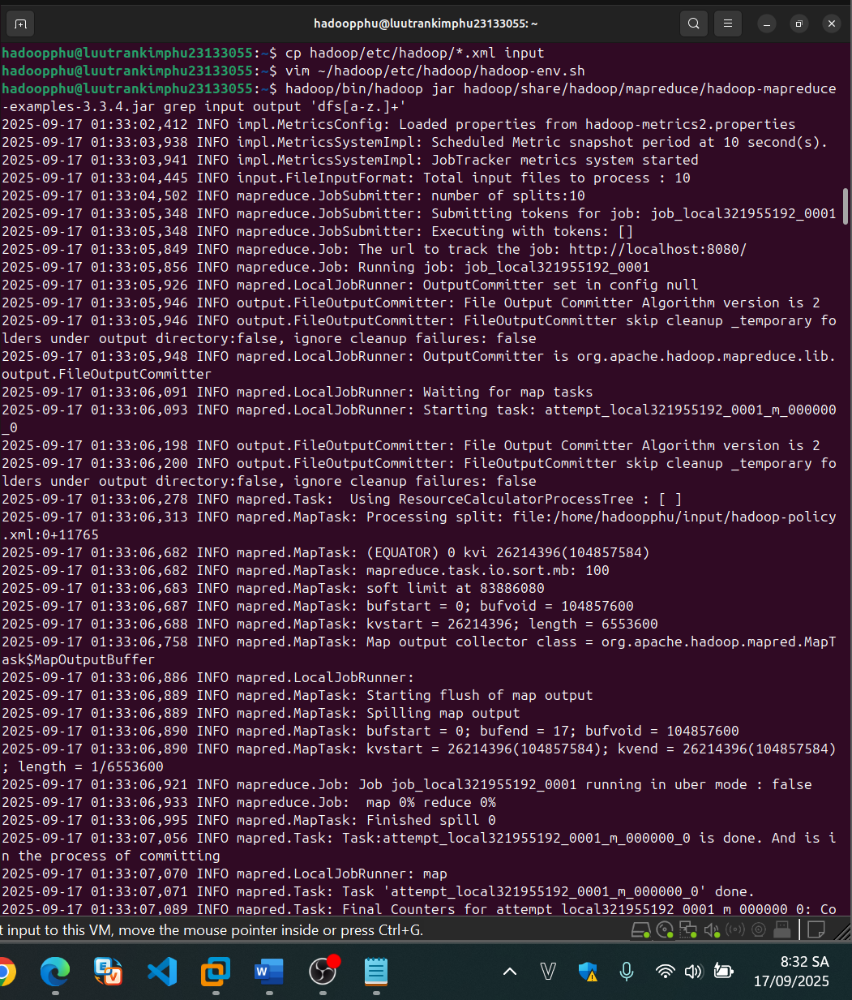 hadoopphu@luutrankimphu23133055: ~
hadoopphu@luutrankimphu23133055:~$ cp hadoop/etc/hadoop/*.xml input
hadoopphu@luutrankimphu23133055:~$ vim ~/hadoop/etc/hadoop/hadoop-env.sh
hadoopphu@luutrankimphu23133055:~$ hadoop/bin/hadoop jar hadoop/share/hadoop/mapreduce/hadoop-mapreduce
-examples-3.3.4.jar grep input output 'dfs[a-z.]+'
2025-09-17 01:33:02,412 INFO impl.MetricsConfig: Loaded properties from hadoop-metrics2.properties
2025-09-17 01:33:03,938 INFO impl.MetricsSystemImpl: Scheduled Metric snapshot period at 10 second(s).
2025-09-17 01:33:03,941 INFO impl.MetricsSystemImpl: JobTracker metrics system started
2025-09-17 01:33:04,445 INFO input.FileInputFormat: Total input files to process : 10
2025-09-17 01:33:04,502 INFO mapreduce.JobSubmitter: number of splits:10
2025-09-17 01:33:05,348 INFO mapreduce.JobSubmitter: Submitting tokens for job: job_local321955192_0001
2025-09-17 01:33:05,348 INFO mapreduce.JobSubmitter: Executing with tokens: []
2025-09-17 01:33:05,849 INFO mapreduce.Job: The url to track the job: http://localhost:8080/
2025-09-17 01:33:05,856 INFO mapreduce.Job: Running job: job_local321955192_0001
2025-09-17 01:33:05,926 INFO mapred.LocalJobRunner: OutputCommitter set in config null
2025-09-17 01:33:05,946 INFO output.FileOutputCommitter: File Output Committer Algorithm version is 2
2025-09-17 01:33:05,946 INFO output.FileOutputCommitter: FileOutputCommitter skip cleanup _temporary fo
lders under output directory:false, ignore cleanup failures: false
2025-09-17 01:33:05,948 INFO mapred.LocalJobRunner: OutputCommitter is org.apache.hadoop.mapreduce.lib.
output.FileOutputCommitter
2025-09-17 01:33:06,091 INFO mapred.LocalJobRunner: Waiting for map tasks
2025-09-17 01:33:06,093 INFO mapred.LocalJobRunner: Starting task: attempt_local321955192_0001_m_000000
_0
2025-09-17 01:33:06,198 INFO output.FileOutputCommitter: File Output Committer Algorithm version is 2
2025-09-17 01:33:06,200 INFO output.FileOutputCommitter: FileOutputCommitter skip cleanup _temporary fo
lders under output directory:false, ignore cleanup failures: false
2025-09-17 01:33:06,278 INFO mapred.Task:  Using ResourceCalculatorProcessTree : [ ]
2025-09-17 01:33:06,313 INFO mapred.MapTask: Processing split: file:/home/hadoopphu/input/hadoop-policy
.xml:0+11765
2025-09-17 01:33:06,682 INFO mapred.MapTask: (EQUATOR) 0 kvi 26214396(104857584)
2025-09-17 01:33:06,682 INFO mapred.MapTask: mapreduce.task.io.sort.mb: 100
2025-09-17 01:33:06,683 INFO mapred.MapTask: soft limit at 83886080
2025-09-17 01:33:06,687 INFO mapred.MapTask: bufstart = 0; bufvoid = 104857600
2025-09-17 01:33:06,688 INFO mapred.MapTask: kvstart = 26214396; length = 6553600
2025-09-17 01:33:06,758 INFO mapred.MapTask: Map output collector class = org.apache.hadoop.mapred.MapT
ask$MapOutputBuffer
2025-09-17 01:33:06,886 INFO mapred.LocalJobRunner:
2025-09-17 01:33:06,889 INFO mapred.MapTask: Starting flush of map output
2025-09-17 01:33:06,889 INFO mapred.MapTask: Spilling map output
2025-09-17 01:33:06,890 INFO mapred.MapTask: bufstart = 0; bufend = 17; bufvoid = 104857600
2025-09-17 01:33:06,890 INFO mapred.MapTask: kvstart = 26214396(104857584); kvend = 26214396(104857584)
; length = 1/6553600
2025-09-17 01:33:06,921 INFO mapreduce.Job: Job job_local321955192_0001 running in uber mode : false
2025-09-17 01:33:06,933 INFO mapreduce.Job:  map 0% reduce 0%
2025-09-17 01:33:06,995 INFO mapred.MapTask: Finished spill 0
2025-09-17 01:33:07,056 INFO mapred.Task: Task:attempt_local321955192_0001_m_000000_0 is done. And is i
n the process of committing
2025-09-17 01:33:07,070 INFO mapred.LocalJobRunner: map
2025-09-17 01:33:07,071 INFO mapred.Task: Task 'attempt_local321955192_0001_m_000000_0' done.
2025-09-17 01:33:07,089 INFO mapred.Task: Final Counters for attempt_local321955192_0001_m_000000_0: Co
t input to this VM, move the mouse pointer inside or press Ctrl+G.
8:32 SA
17/09/2025